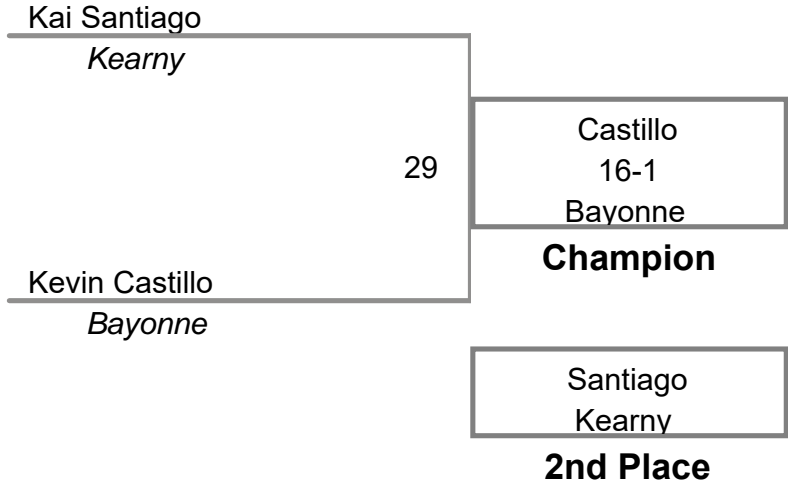 Kai Santiago
Kearny
29
Castillo
16-1
Bayonne
Champion
Kevin Castillo
Bayonne
Santiago
Kearny
2nd Place